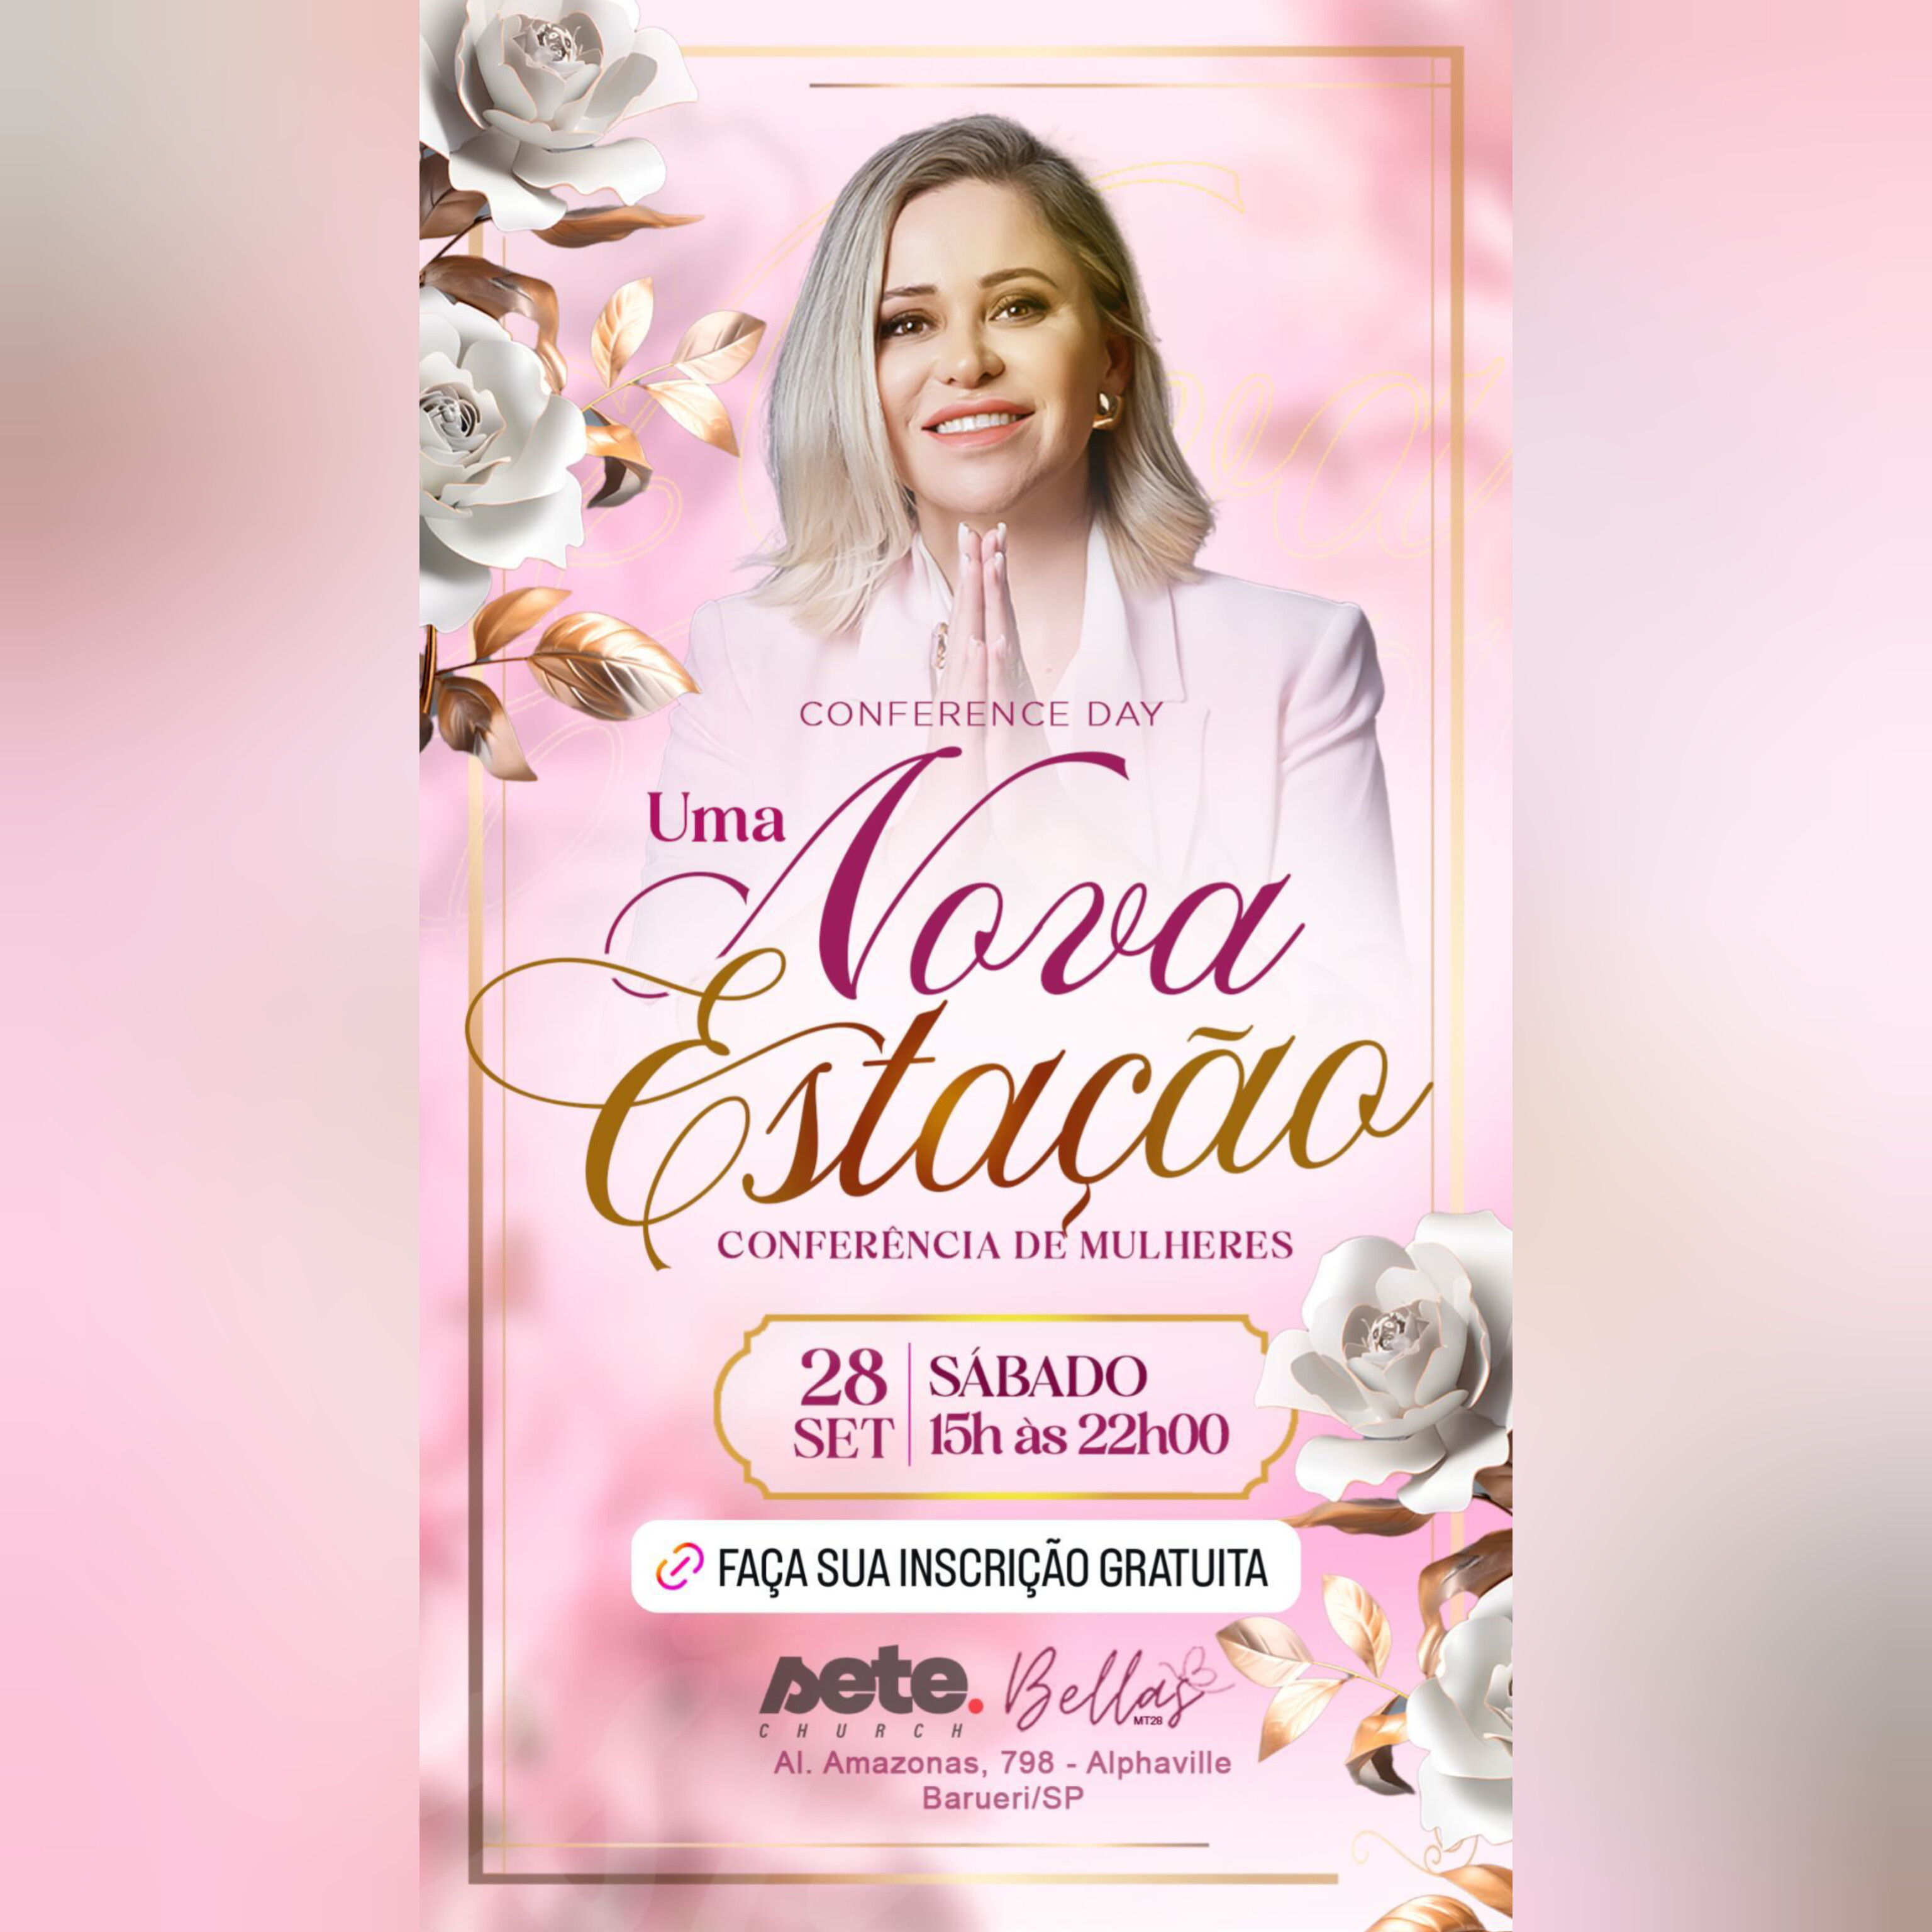 CONFERENCE DAY
Uma
Nova
Estação
CONFERÊNCIA DE MULHERES
28
SET
SÁBADO
15h às 22h00
FAÇA SUA INSCRIÇÃO GRATUITA
sete.
CHURCH
Bellas
MT28
Al. Amazonas, 798 - Alphaville
Barueri/SP